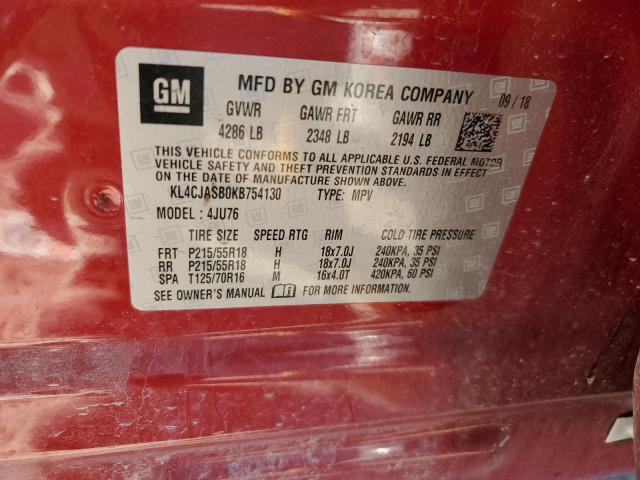 GM
MFD BY GM KOREA COMPANY 09 / 18
GVWR GAWR FRT GAWR RR
4286 LB 2348 LB 2194 LB
THIS VEHICLE CONFORMS TO ALL APPLICABLE U.S. FEDERAL MOTOR
VEHICLE SAFETY AND THEFT PREVENTION STANDARDS IN EFFECT
ON THE DATE OF MANUFACTURE SHOWN ABOVE.
KL4CJASB0KB754130 TYPE: MPV
MODEL : 4JU76
TIRE SIZE SPEED RTG RIM COLD TIRE PRESSURE
FRT P215/55R18 H 18x7.0J 240KPA, 35 PSI
RR P215/55R18 H 18x7.0J 240KPA, 35 PSI
SPA T125/70R16 M 16x4.0T 420KPA, 60 PSI
SEE OWNER'S MANUAL FOR MORE INFORMATION.